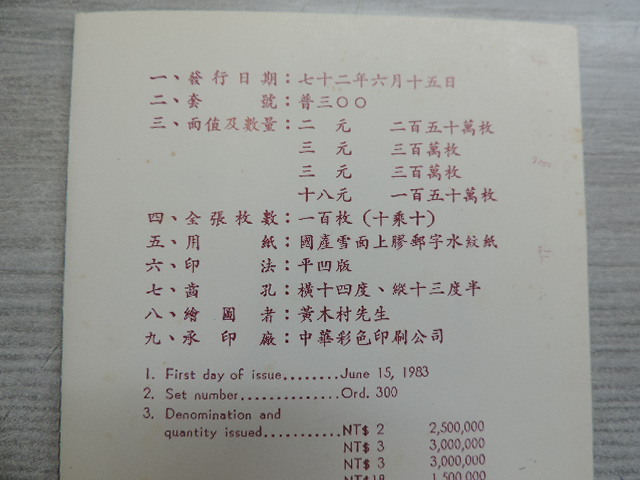 一、發行日期：七十二年六月十五日
二、套號：普三○○
三、面值及數量：二元 二百五十萬枚
三元 三百萬枚
三元 三百萬枚
十八元 一百五十萬枚
四、全張枚數：一百枚（十乘十）
五、用紙：國產雪面上膠郵字水紋紙
六、印法：平凹版
七、齒孔：橫十四度、縱十三度半
八、繪圖者：黃木村先生
九、承印廠：中華彩色印刷公司
1. First day of issue........June 15, 1983
2. Set number..............Ord. 300
3. Denomination and
quantity issued...........NT$ 2 2,500,000
NT$ 3 3,000,000
NT$ 3 3,000,000
NT$18 1,500,000